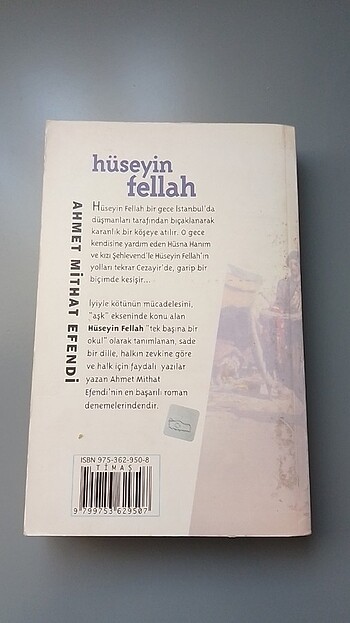 hüseyin
fellah
AHMET MİTHAT EFENDİ
Hüseyin Fellah bir gece İstanbul'da
düşmanları tarafından bıçaklanarak
karanlık bir köşeye atılır. O gece
kendisine yardım eden Hüsna Hanım
ve kızı Şehlevend'le Hüseyin Fellah'ın
yolları tekrar Cezayir'de, garip bir
biçimde kesişir...
İyiyle kötünün mücadelesini,
"aşk" ekseninde konu alan
Hüseyin Fellah "tek başına bir
okul" olarak tanımlanan, sade
bir dille, halkın zevkine göre
ve halk için faydalı yazılar
yazan Ahmet Mithat
Efendi'nin en başarılı roman
denemelerindendir.
ISBN 975-362-950-8
TİMAŞ
9 799753 629507